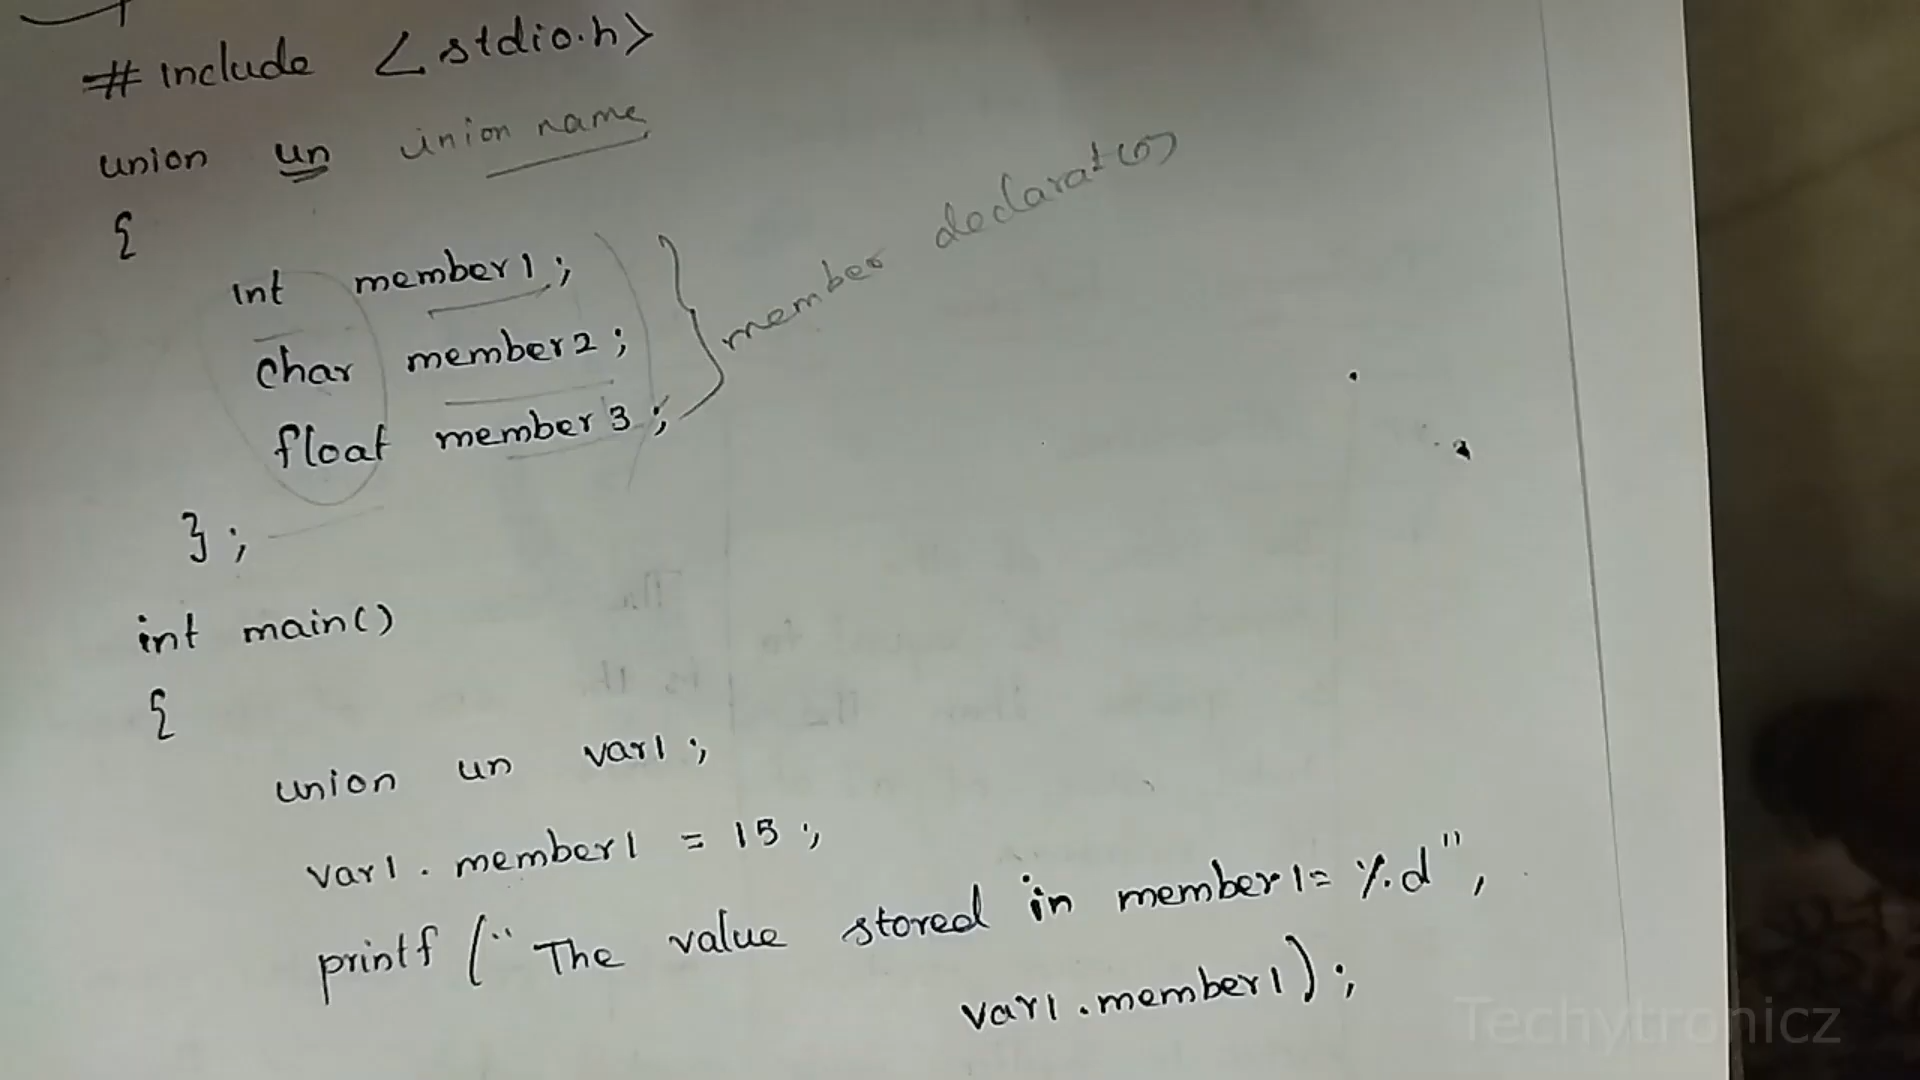 #include <stdio.h>
union un union name
{
int member1;
char member2;
float member3;
member declaration
};
int main()
{
union un var1;
var1.member1 = 15;
printf("The value stored in member1= %d",
var1.member1);
Techytronicz